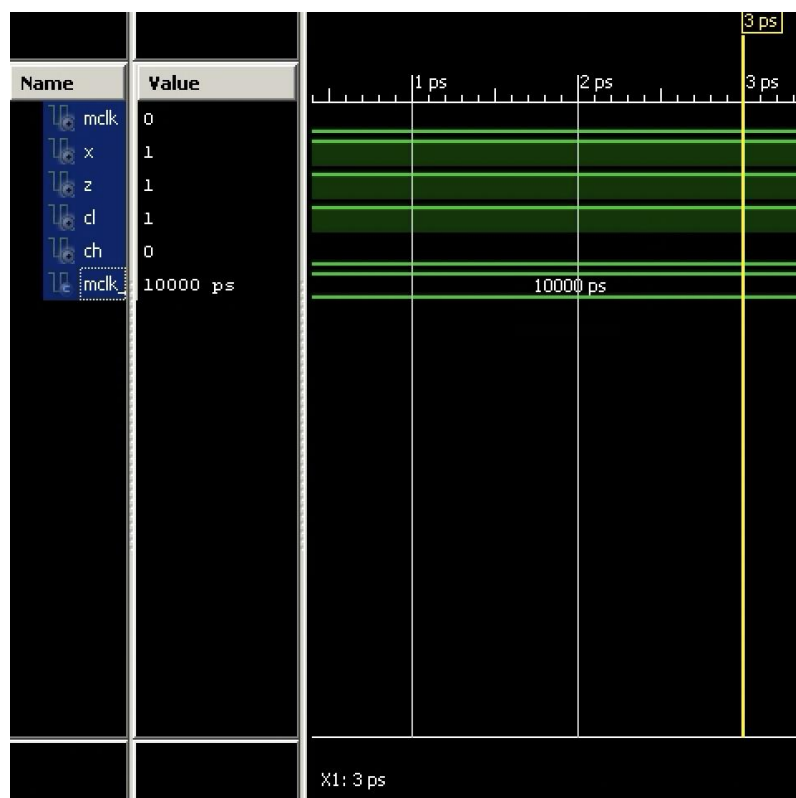 3 ps
Name Value
1 ps 2 ps 3 ps
mclk 0
x 1
z 1
cl 1
ch 0
mclk_ 10000 ps 10000 ps
X1: 3 ps